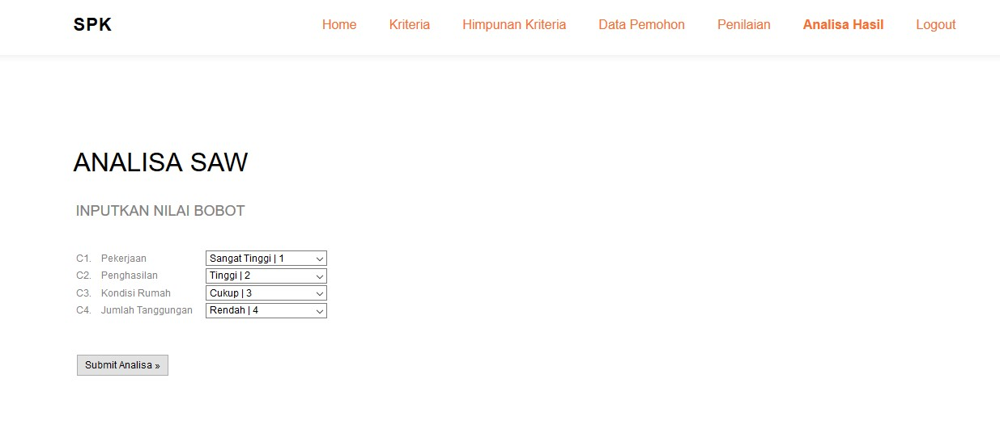 SPK Home Kriteria Himpunan Kriteria Data Pemohon Penilaian Analisa Hasil Logout
ANALISA SAW
INPUTKAN NILAI BOBOT
C1. Pekerjaan Sangat Tinggi | 1
C2. Penghasilan Tinggi | 2
C3. Kondisi Rumah Cukup | 3
C4. Jumlah Tanggungan Rendah | 4
Submit Analisa »